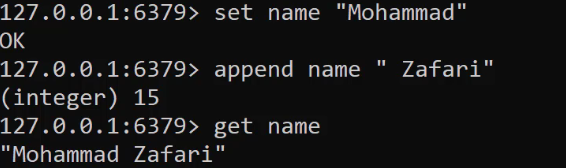 127.0.0.1:6379> set name "Mohammad"
OK
127.0.0.1:6379> append name " Zafari"
(integer) 15
127.0.0.1:6379> get name
"Mohammad Zafari"